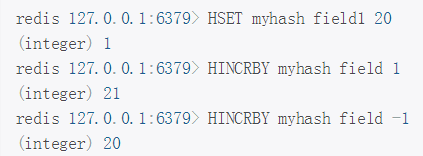 redis 127.0.0.1:6379> HSET myhash field1 20
(integer) 1
redis 127.0.0.1:6379> HINCRBY myhash field 1
(integer) 21
redis 127.0.0.1:6379> HINCRBY myhash field -1
(integer) 20